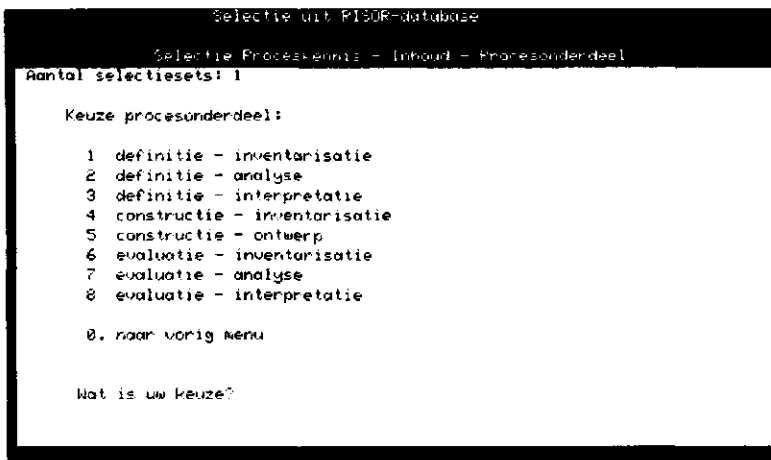 Selectie uit RISOR-database
Selectie Proceskennis - Inhoud - Procesonderdeel
Aantal selectiesets: 1
Keuze procesonderdeel:
1 definitie - inventarisatie
2 definitie - analyse
3 definitie - interpretatie
4 constructie - inventarisatie
5 constructie - ontwerp
6 evaluatie - inventarisatie
7 evaluatie - analyse
8 evaluatie - interpretatie
0. naar vorig menu
Wat is uw keuze?